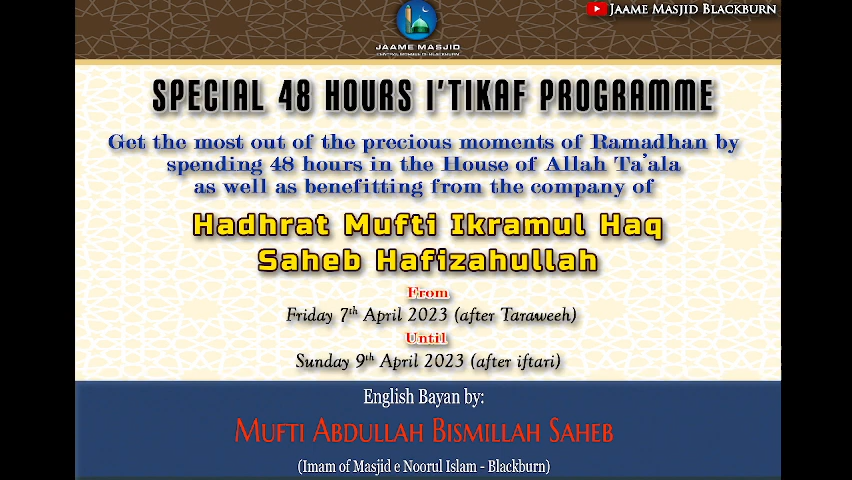 JAAME MASJID BLACKBURN
JAAME MASJID
SPECIAL 48 HOURS I'TIKAF PROGRAMME
Get the most out of the precious moments of Ramadhan by
spending 48 hours in the House of Allah Ta'ala
as well as benefitting from the company of
Hadhrat Mufti Ikramul Haq
Saheb Hafizahullah
From
Friday 7th April 2023 (after Taraweeh)
Until
Sunday 9th April 2023 (after iftari)
English Bayan by:
MUFTI ABDULLAH BISMILLAH SAHEB
(Imam of Masjid e Noorul Islam - Blackburn)